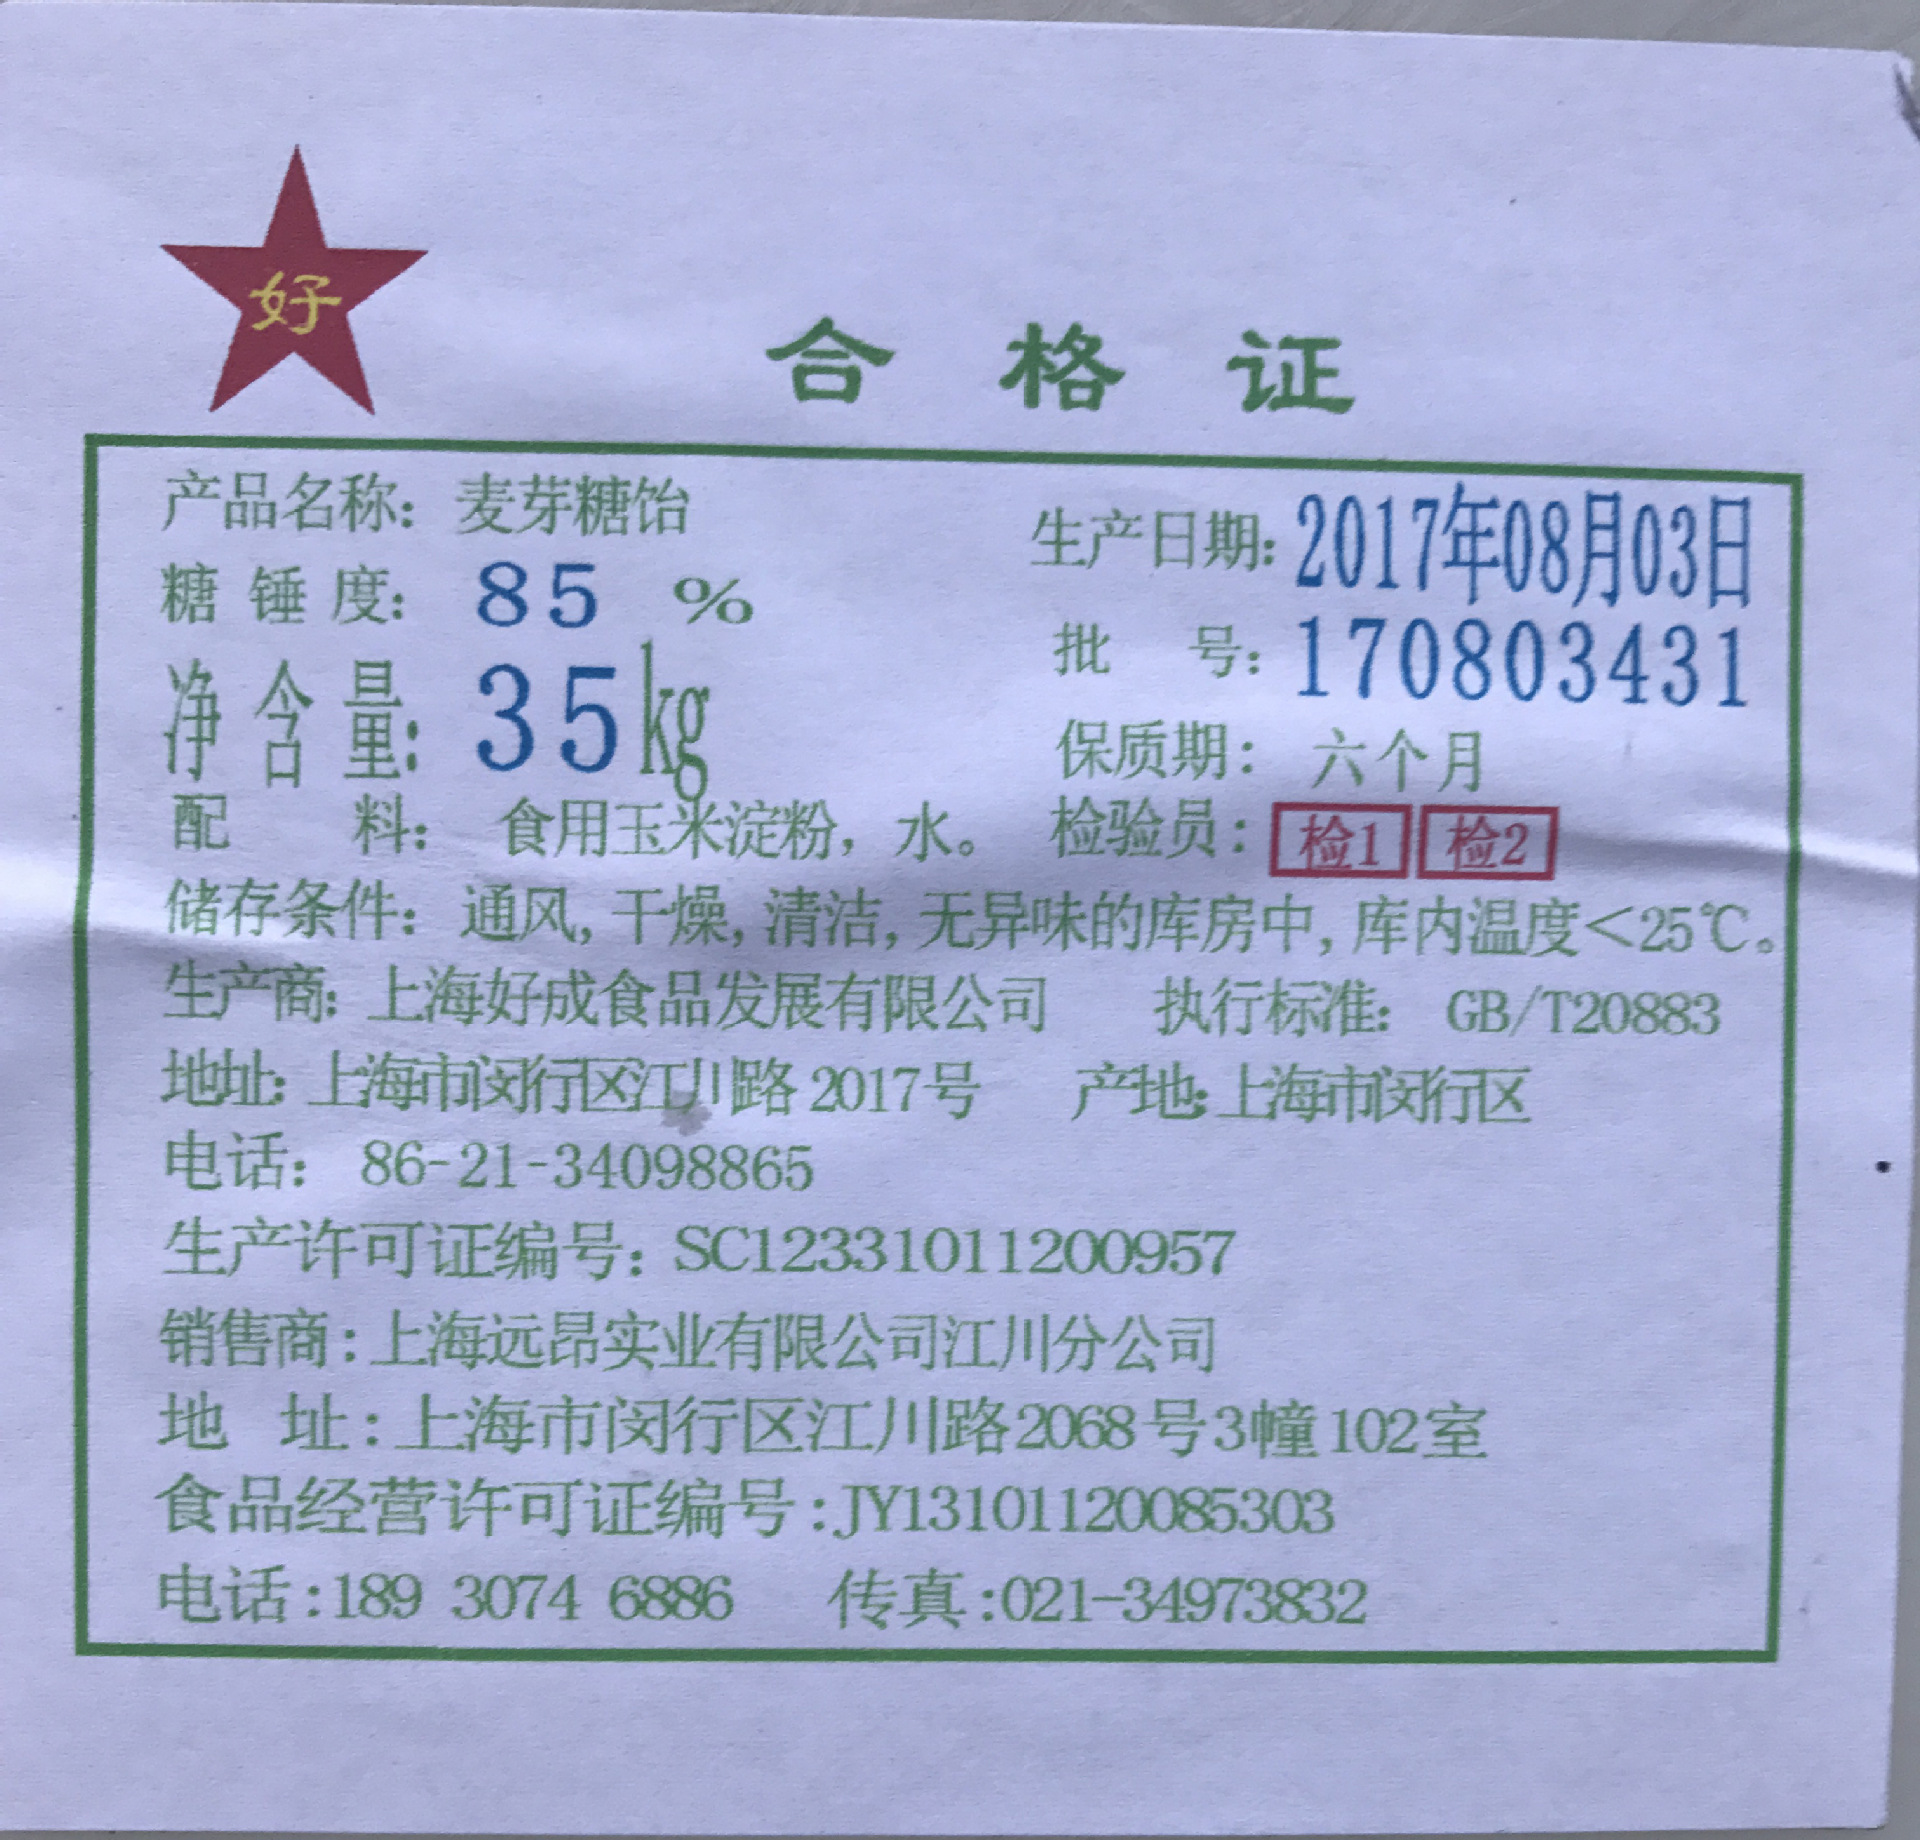 好
合格证
产品名称：麦芽糖饴 生产日期：2017年08月03日
糖锤度：85 % 批号：170803431
净含量：35kg 保质期：六个月
配料：食用玉米淀粉，水。 检验员：检1 检2
储存条件：通风,干燥,清洁,无异味的库房中,库内温度<25℃。
生产商：上海好成食品发展有限公司 执行标准：GB/T20883
地址：上海市闵行区江川路2017号 产地：上海市闵行区
电话：86-21-34098865
生产许可证编号：SC12331011200957
销售商:上海远昂实业有限公司江川分公司
地址:上海市闵行区江川路2068号3幢102室
食品经营许可证编号:JY13101120085303
电话:189 3074 6886 传真:021-34973832